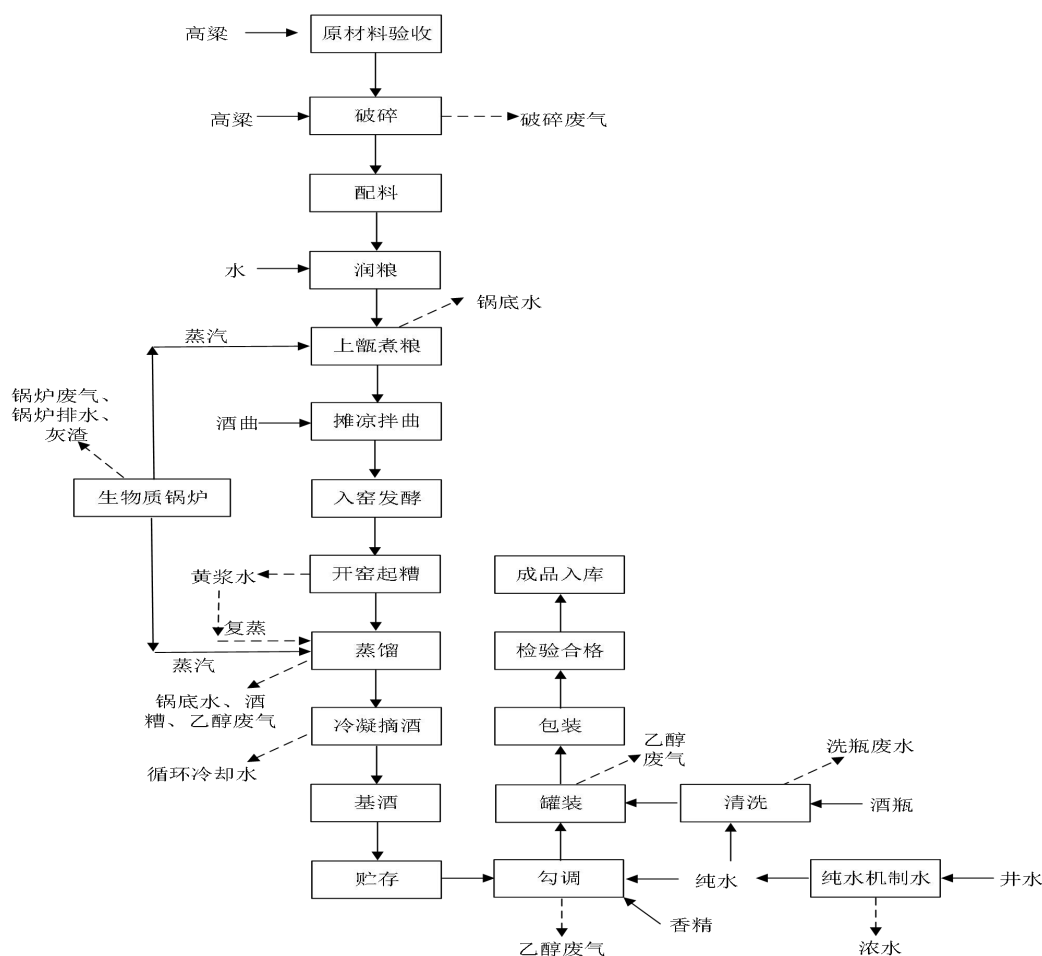 高粱
原材料验收
高粱
破碎
破碎废气
配料
水
润粮
锅底水
蒸汽
上甑煮粮
锅炉废气、
锅炉排水、
灰渣
酒曲
摊凉拌曲
生物质锅炉
入窑发酵
黄浆水
开窑起糟
成品入库
复蒸
蒸馏
检验合格
蒸汽
锅底水、酒
糟、乙醇废气
冷凝摘酒
包装
乙醇
废气
洗瓶废水
循环冷却水
基酒
罐装
清洗
酒瓶
贮存
勾调
纯水
纯水机制水
井水
香精
乙醇废气
浓水